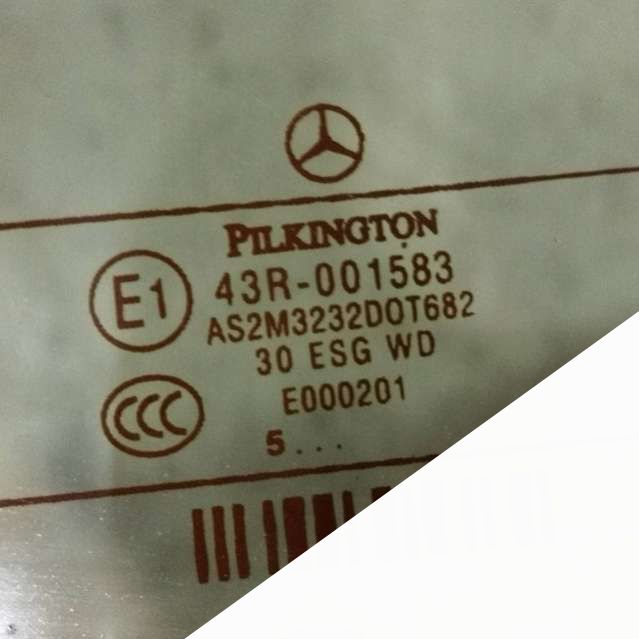 PILKINGTON
E1
43R-001583
AS2M3232DOT682
30 ESG WD
CCC
E000201
5...